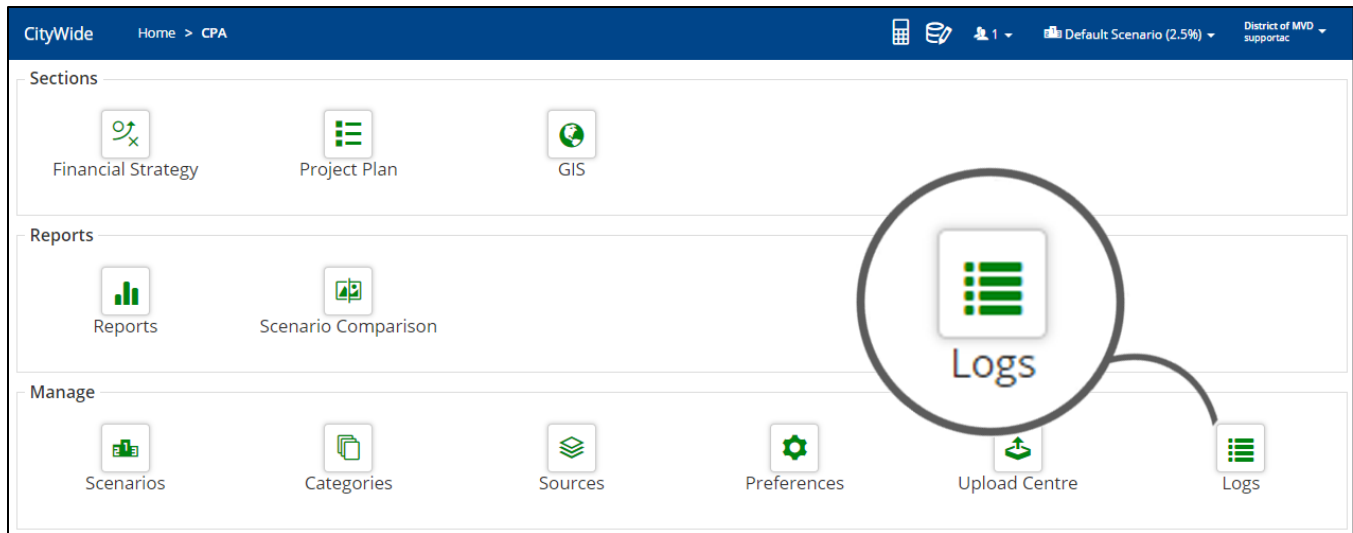 CityWide Home > CPA 1 Default Scenario (2.5%) District of MVD
supportac
Sections
Financial Strategy Project Plan GIS
Reports
Reports Scenario Comparison
Logs
Manage
Scenarios Categories Sources Preferences Upload Centre Logs